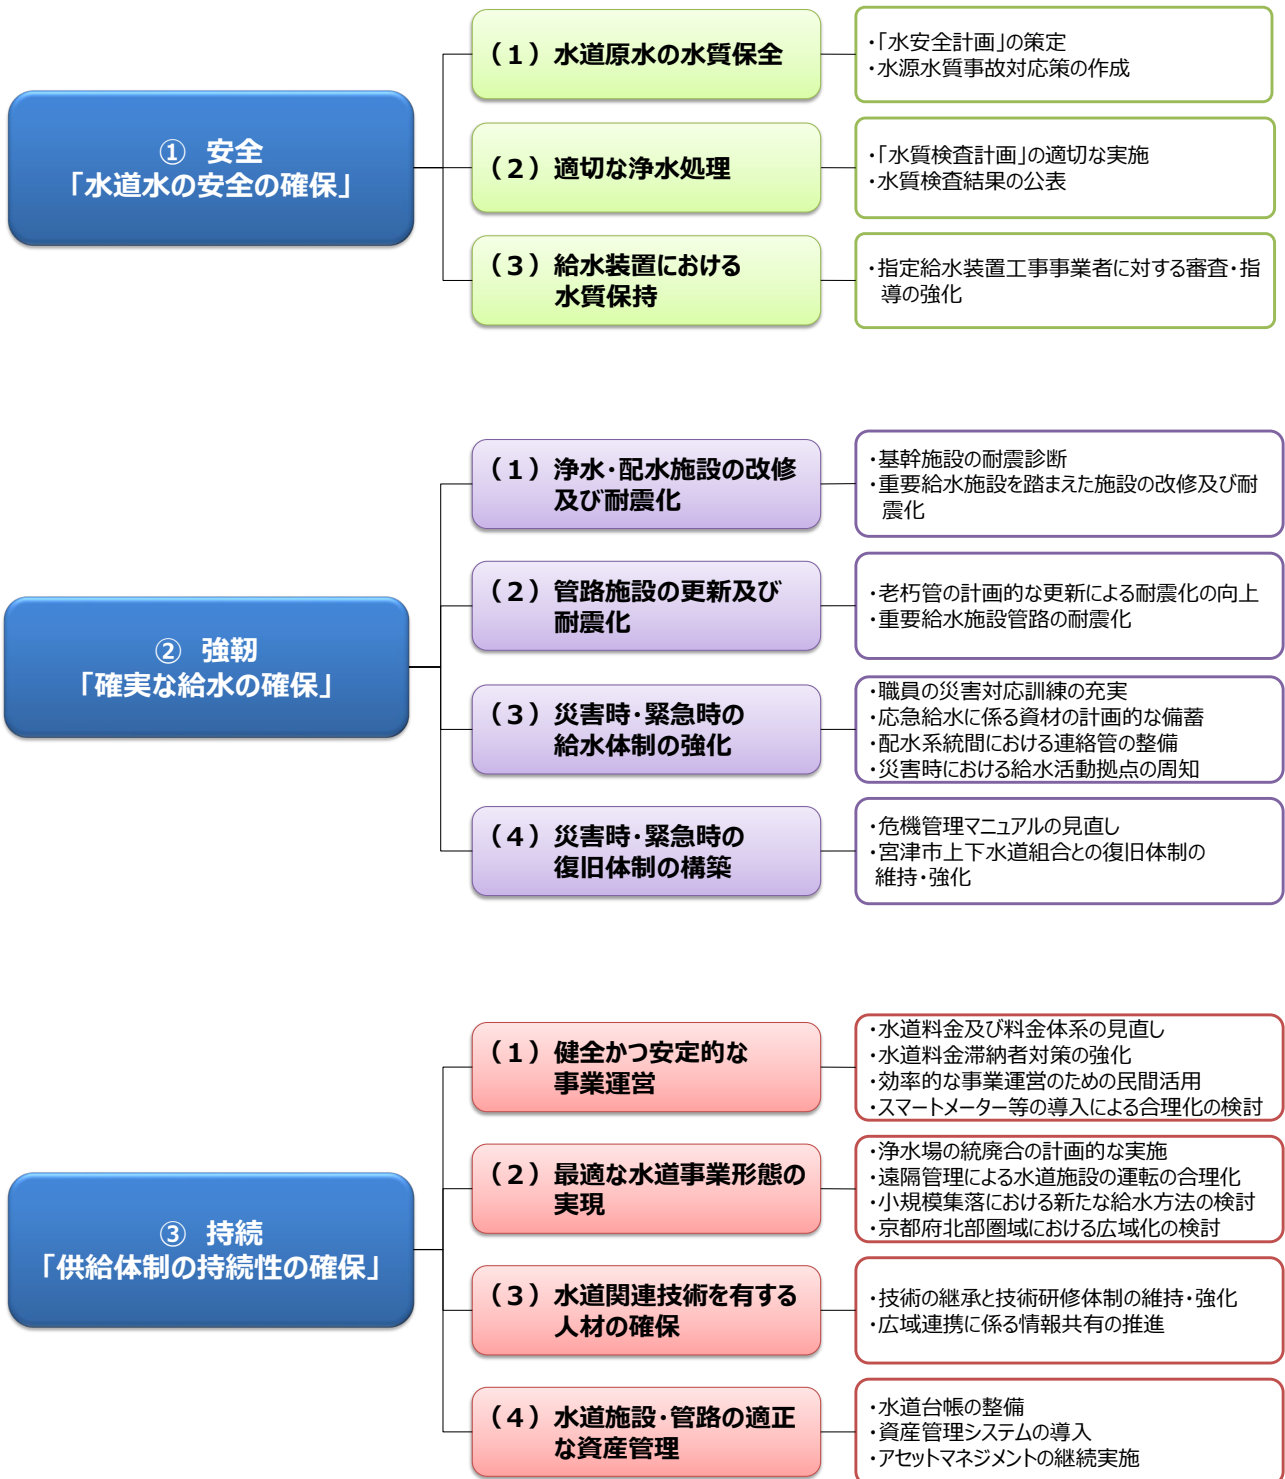 ① 安全
「水道水の安全の確保」
（１）水道原水の水質保全
・「水安全計画」の策定
・水源水質事故対応策の作成
（２）適切な浄水処理
・「水質検査計画」の適切な実施
・水質検査結果の公表
（３）給水装置における
水質保持
・指定給水装置工事事業者に対する審査・指
導の強化
② 強靭
「確実な給水の確保」
（１）浄水・配水施設の改修
及び耐震化
・基幹施設の耐震診断
・重要給水施設を踏まえた施設の改修及び耐
震化
（２）管路施設の更新及び
耐震化
・老朽管の計画的な更新による耐震化の向上
・重要給水施設管路の耐震化
（３）災害時・緊急時の
給水体制の強化
・職員の災害対応訓練の充実
・応急給水に係る資材の計画的な備蓄
・配水系統間における連絡管の整備
・災害時における給水活動拠点の周知
（４）災害時・緊急時の
復旧体制の構築
・危機管理マニュアルの見直し
・宮津市上下水道組合との復旧体制の
維持・強化
③ 持続
「供給体制の持続性の確保」
（１）健全かつ安定的な
事業運営
・水道料金及び料金体系の見直し
・水道料金滞納者対策の強化
・効率的な事業運営のための民間活用
・スマートメーター等の導入による合理化の検討
（２）最適な水道事業形態の
実現
・浄水場の統廃合の計画的な実施
・遠隔管理による水道施設の運転の合理化
・小規模集落における新たな給水方法の検討
・京都府北部圏域における広域化の検討
（３）水道関連技術を有する
人材の確保
・技術の継承と技術研修体制の維持・強化
・広域連携に係る情報共有の推進
（４）水道施設・管路の適正
な資産管理
・水道台帳の整備
・資産管理システムの導入
・アセットマネジメントの継続実施